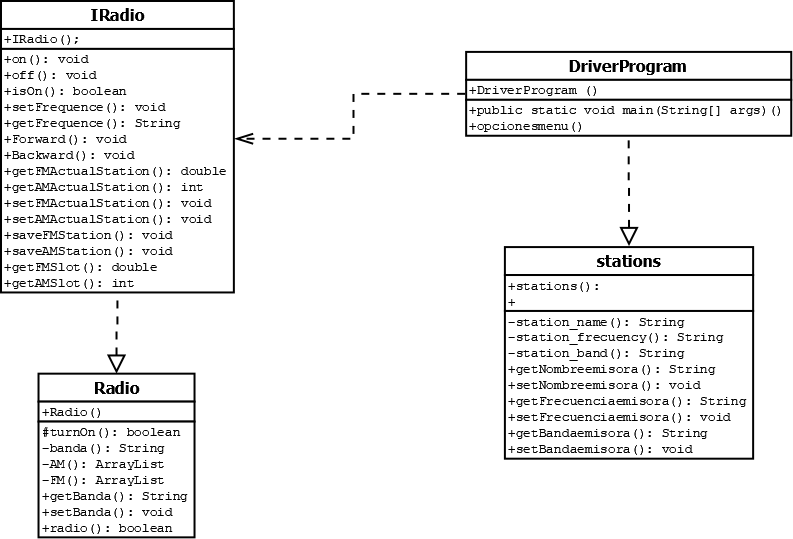 IRadio
+IRadio();
+on(): void
+off(): void
+isOn(): boolean
+setFrequence(): void
+getFrequence(): String
+Forward(): void
+Backward(): void
+getFMActualStation(): double
+getAMActualStation(): int
+setFMActualStation(): void
+setAMActualStation(): void
+saveFMStation(): void
+saveAMStation(): void
+getFMSlot(): double
+getAMSlot(): int
DriverProgram
+DriverProgram ()
+public static void main(String[] args)()
+opcionesmenu()
stations
+stations():
+
-station_name(): String
-station_frecuency(): String
-station_band(): String
+getNombreemisora(): String
+setNombreemisora(): void
+getFrecuenciaemisora(): String
+setFrecuenciaemisora(): void
+getBandaemisora(): String
+setBandaemisora(): void
Radio
+Radio()
#turnOn(): boolean
-banda(): String
-AM(): ArrayList
-FM(): ArrayList
+getBanda(): String
+setBanda(): void
+radio(): boolean